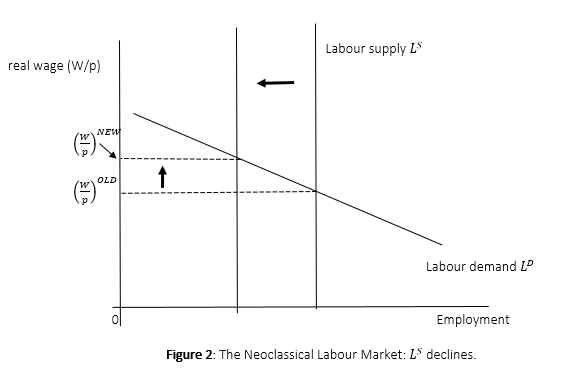 Labour supply L^S
real wage (W/p)
(W/p)^NEW
(W/p)^OLD
Labour demand L^D
0
Employment
Figure 2: The Neoclassical Labour Market: L^S declines.